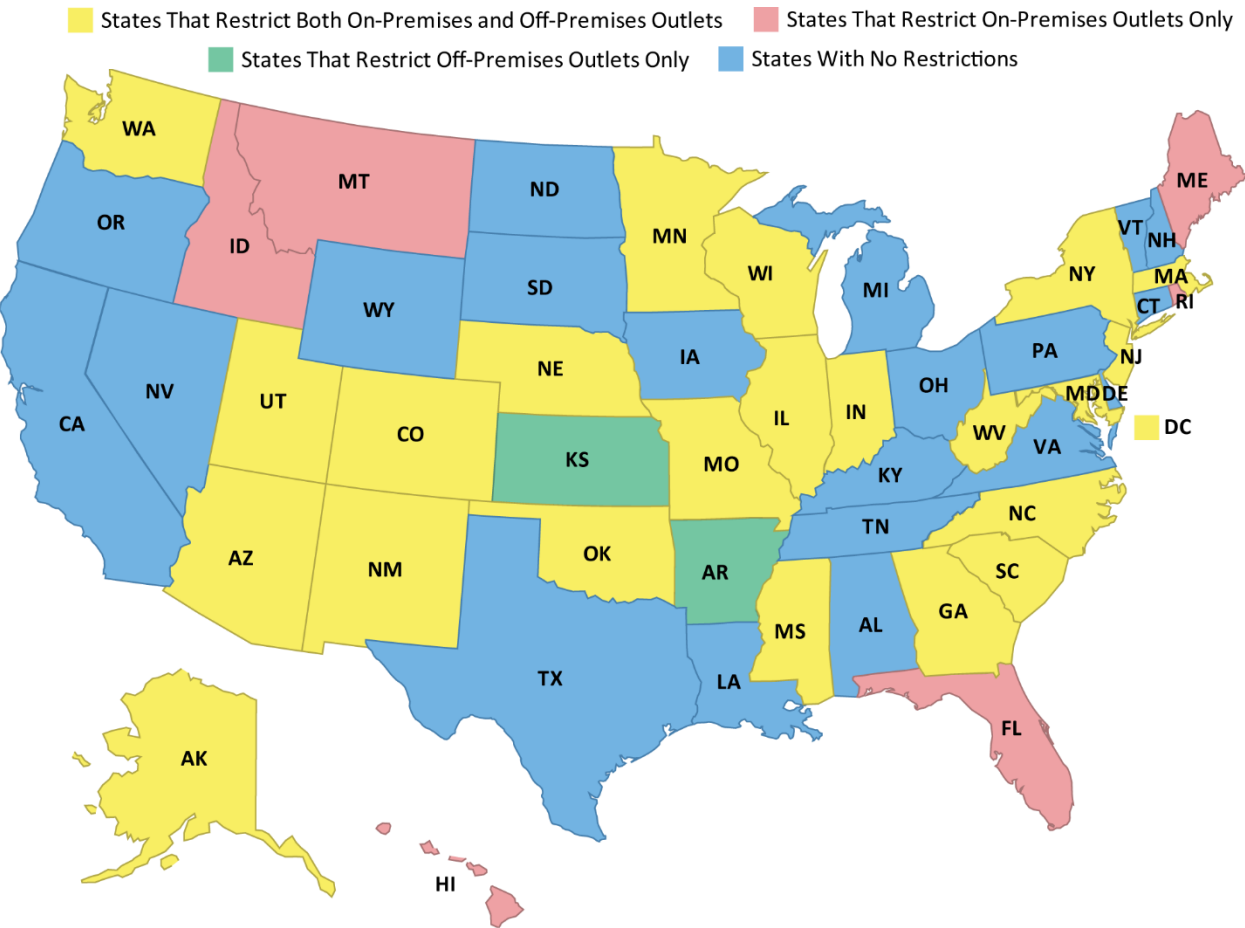 States That Restrict Both On-Premises and Off-Premises Outlets
States That Restrict On-Premises Outlets Only
States That Restrict Off-Premises Outlets Only
States With No Restrictions
WA
MT
ND
MN
OR
ID
WY
SD
WI
MI
ME
VT
NH
NY
MA
CT
RI
PA
NJ
MD
DE
DC
CA
NV
UT
CO
NE
IA
IL
IN
OH
WV
VA
KS
MO
KY
AZ
NM
OK
AR
TN
NC
SC
TX
LA
MS
AL
GA
FL
AK
HI